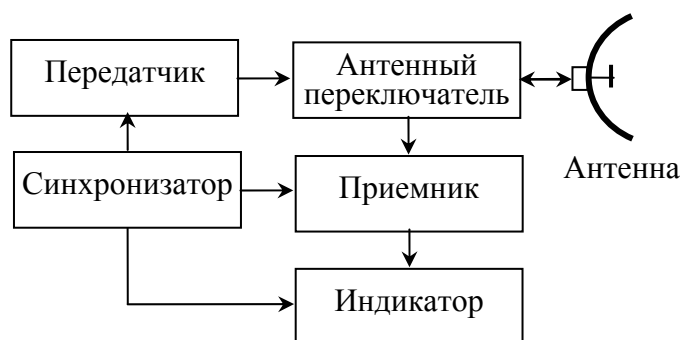 Передатчик
Антенный
переключатель
Синхронизатор
Приемник
Антенна
Индикатор